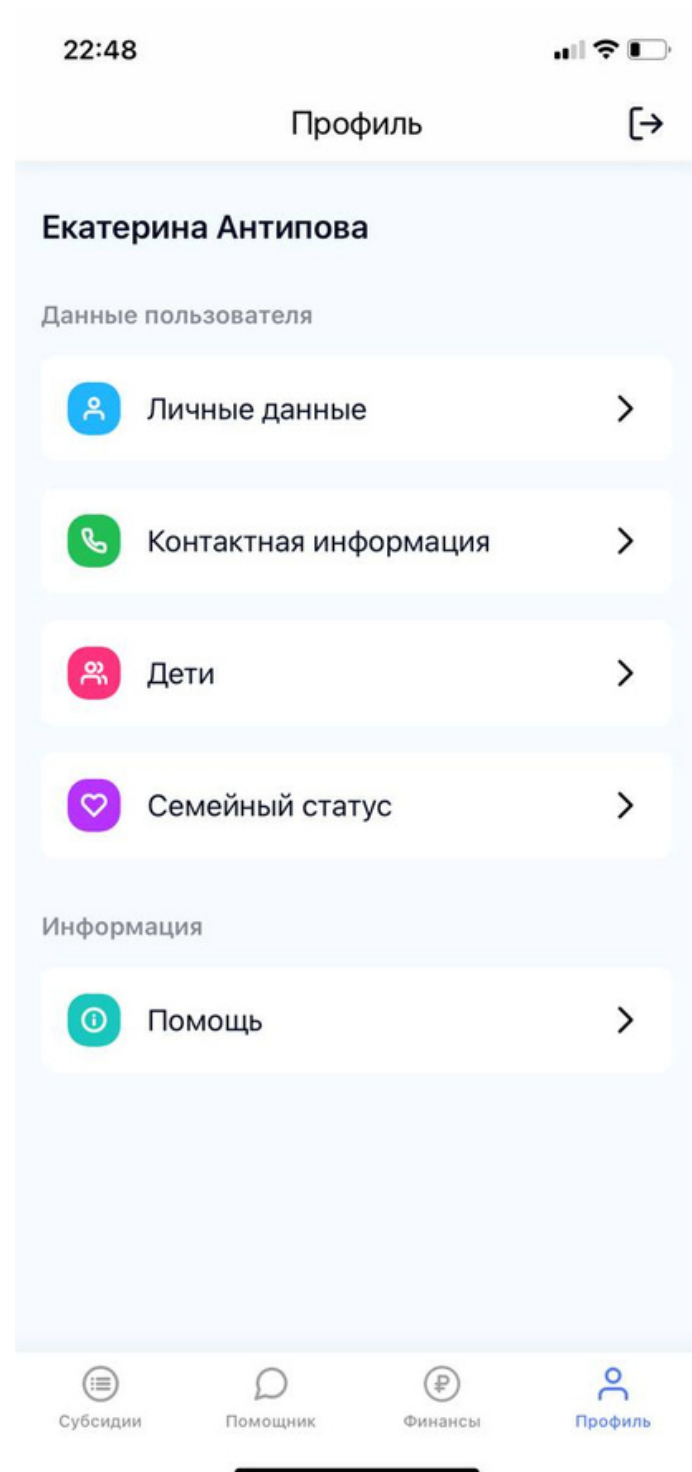 22:48
Профиль
Екатерина Антипова
Данные пользователя
Личные данные
Контактная информация
Дети
Семейный статус
Информация
Помощь
Субсидии
Помощник
Финансы
Профиль